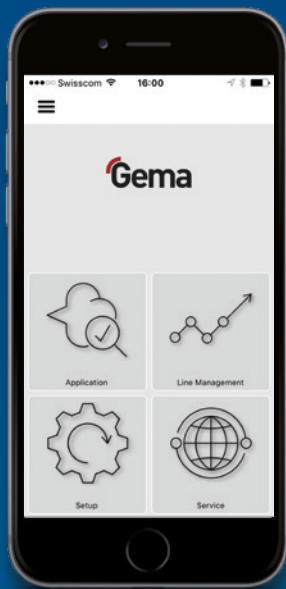 Swisscom 16:00
Gema
Application Line Management
Setup Service